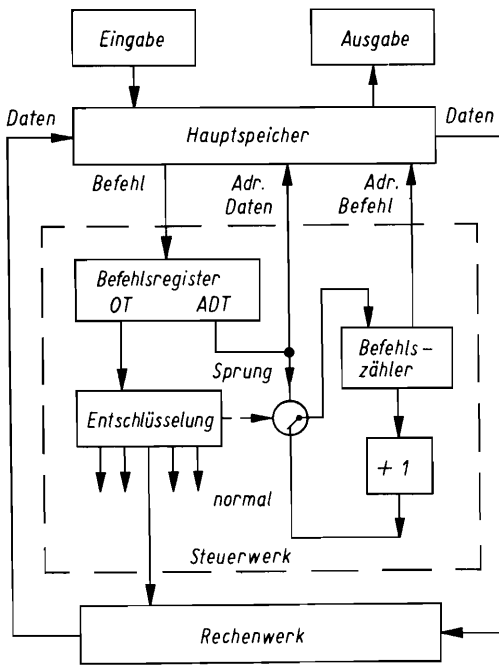 Eingabe
Ausgabe
Daten
Daten
Hauptspeicher
Befehl
Adr.
Daten
Adr.
Befehl
Befehlsregister
OT ADT
Befehls-
zähler
Sprung
Entschlüsselung
+1
normal
Steuerwerk
Rechenwerk